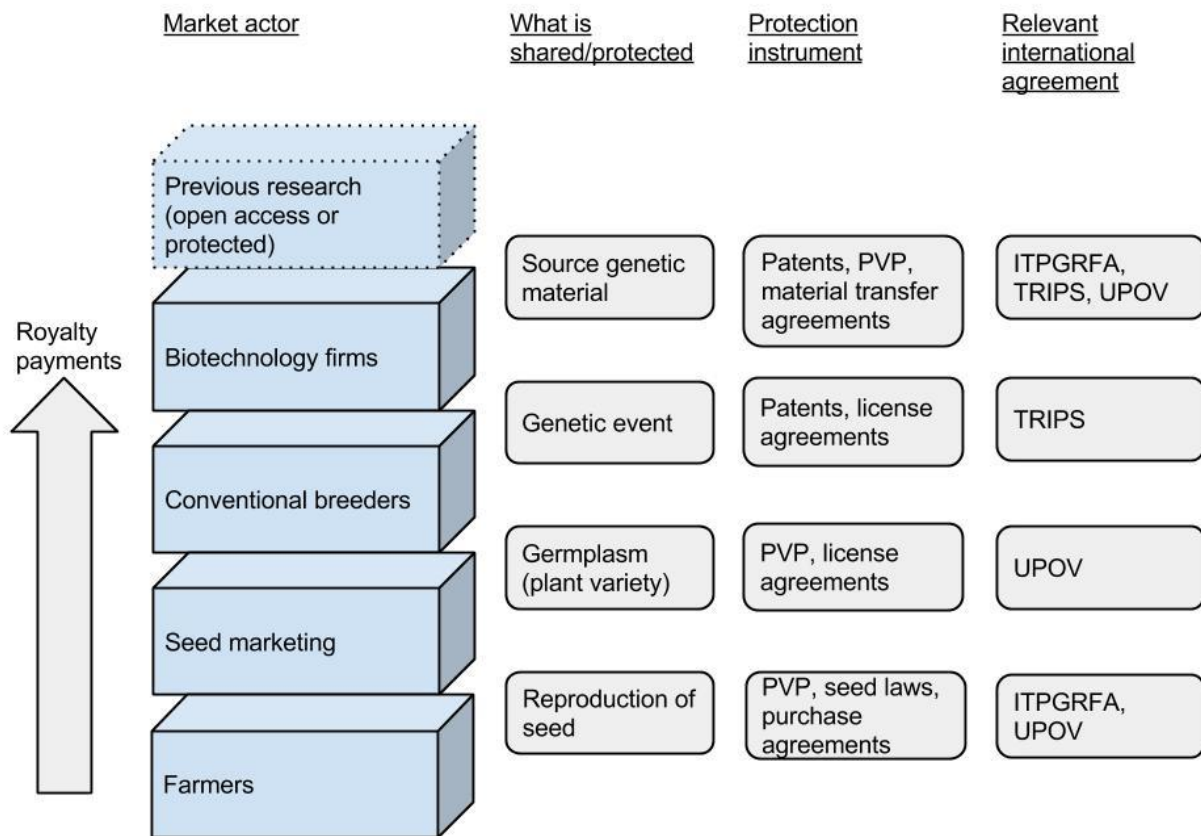 Market actor
What is
shared/protected
Protection
instrument
Relevant
international
agreement
Previous research
(open access or
protected)
Source genetic
material
Patents, PVP,
material transfer
agreements
ITPGRFA,
TRIPS, UPOV
Royalty
payments
Biotechnology firms
Genetic event
Patents, license
agreements
TRIPS
Conventional breeders
Germplasm
(plant variety)
PVP, license
agreements
UPOV
Seed marketing
Reproduction of
seed
PVP, seed laws,
purchase
agreements
ITPGRFA,
UPOV
Farmers